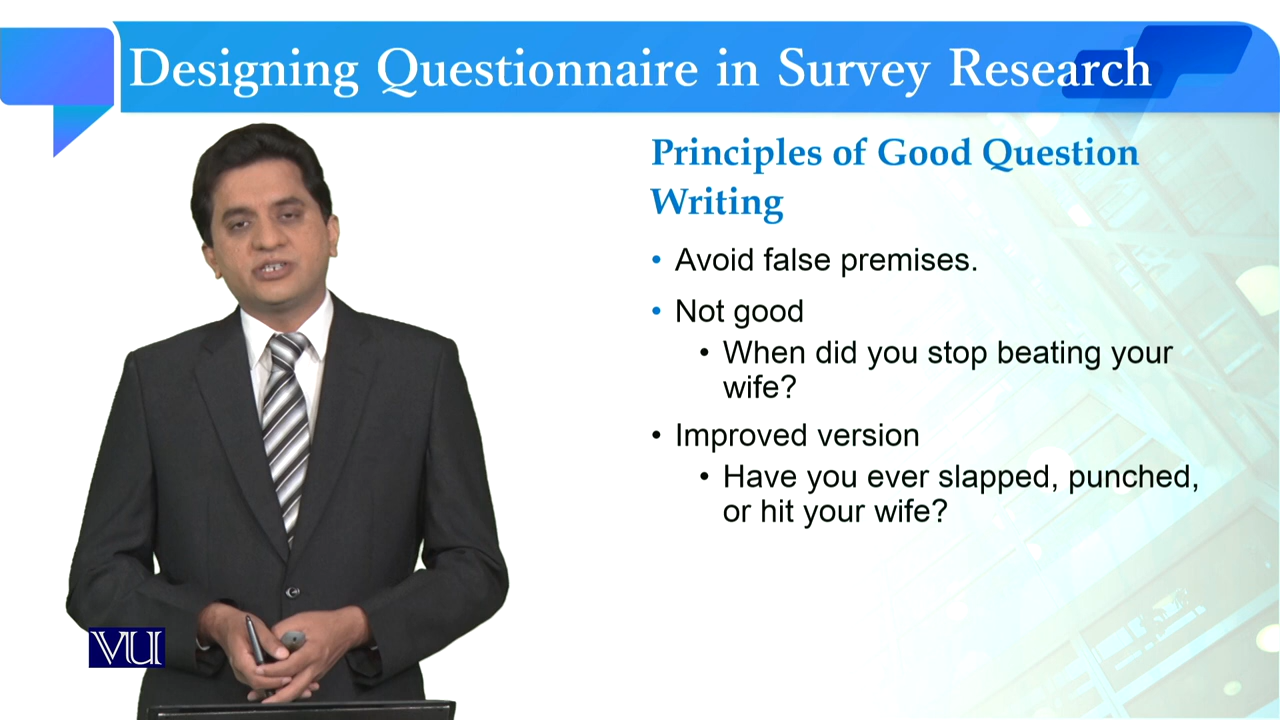 Designing Questionnaire in Survey Research
Principles of Good Question
Writing
• Avoid false premises.
• Not good
• When did you stop beating your
wife?
• Improved version
• Have you ever slapped, punched,
or hit your wife?
VU